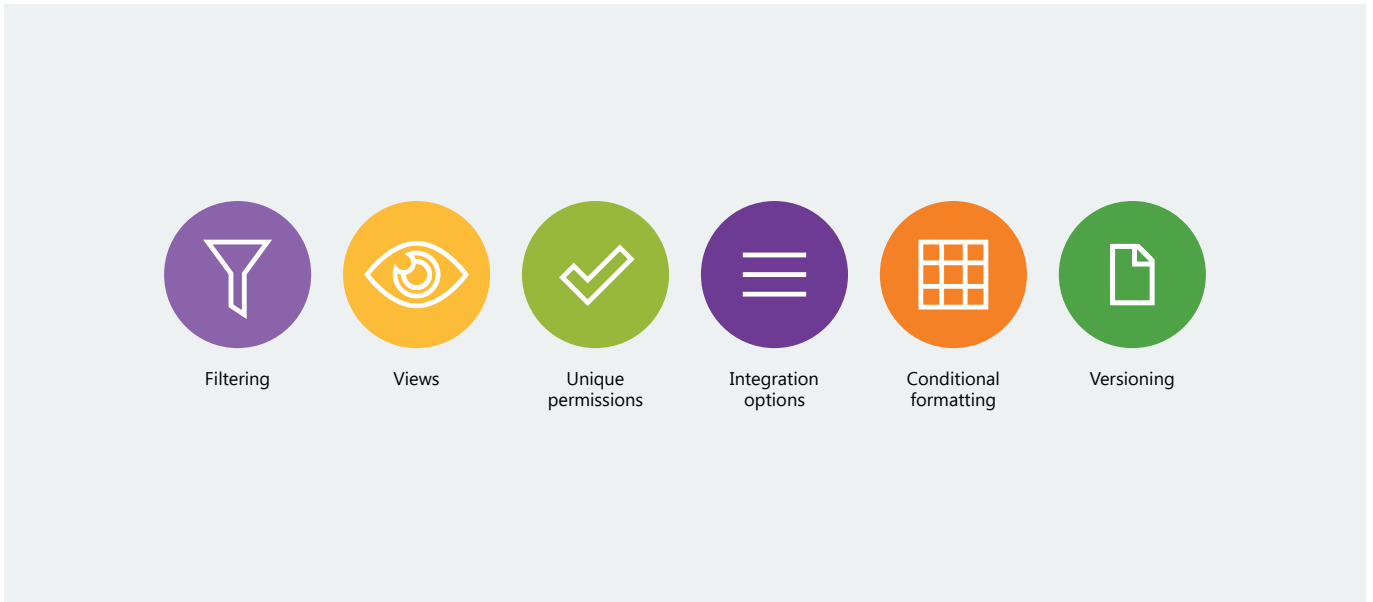 Filtering
Views
Unique
permissions
Integration
options
Conditional
formatting
Versioning